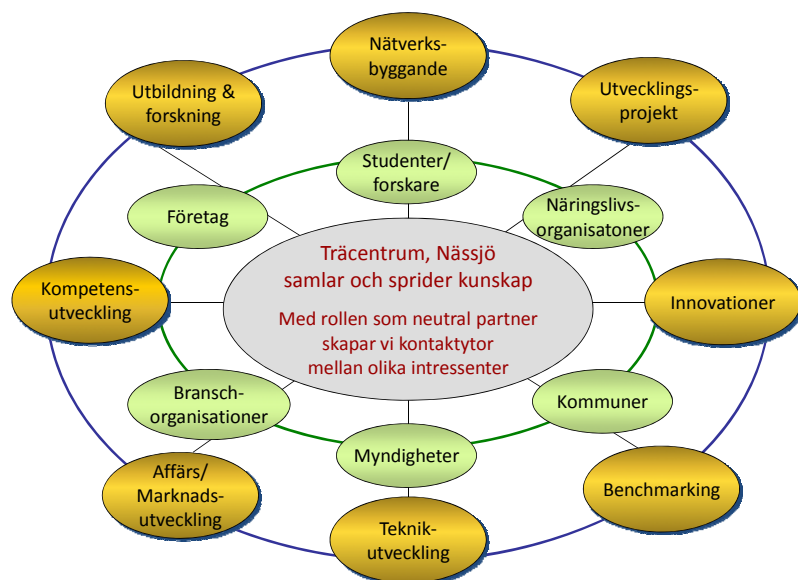 Nätverks-
byggande
Utbildning &
forskning
Utvecklings-
projekt
Studenter/
forskare
Företag
Näringslivs-
organisatoner
Träcentrum, Nässjö
samlar och sprider kunskap
Med rollen som neutral partner
skapar vi kontaktytor
mellan olika intressenter
Kompetens-
utveckling
Innovationer
Bransch-
organisationer
Kommuner
Myndigheter
Affärs/
Marknads-
utveckling
Benchmarking
Teknik-
utveckling